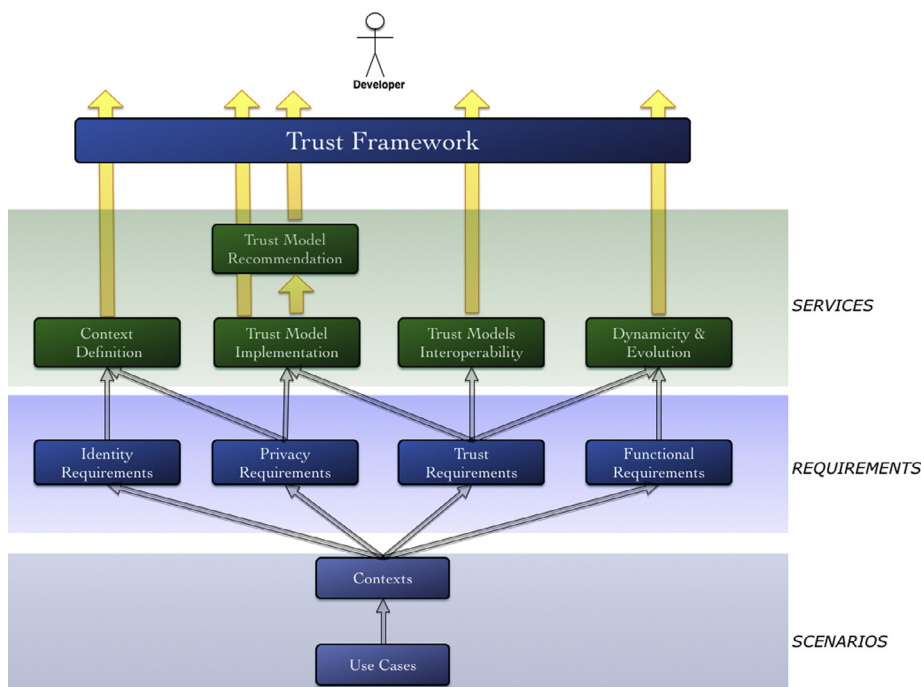 Developer
Trust Framework
Trust Model
Recommendation
SERVICES
Context
Definition
Trust Model
Implementation
Trust Models
Interoperability
Dynamicity &
Evolution
Identity
Requirements
Privacy
Requirements
Trust
Requirements
Functional
Requirements
REQUIREMENTS
Contexts
SCENARIOS
Use Cases